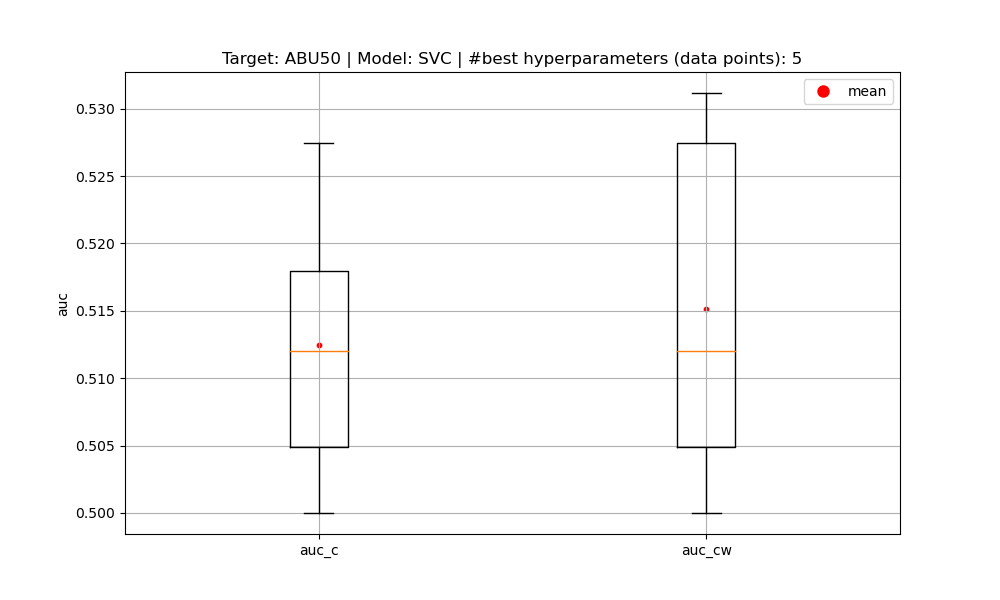 Target: ABU50 | Model: SVC | #best hyperparameters (data points): 5
mean
0.530
0.525
0.520
0.515
0.510
0.505
0.500
auc
auc_c
auc_cw